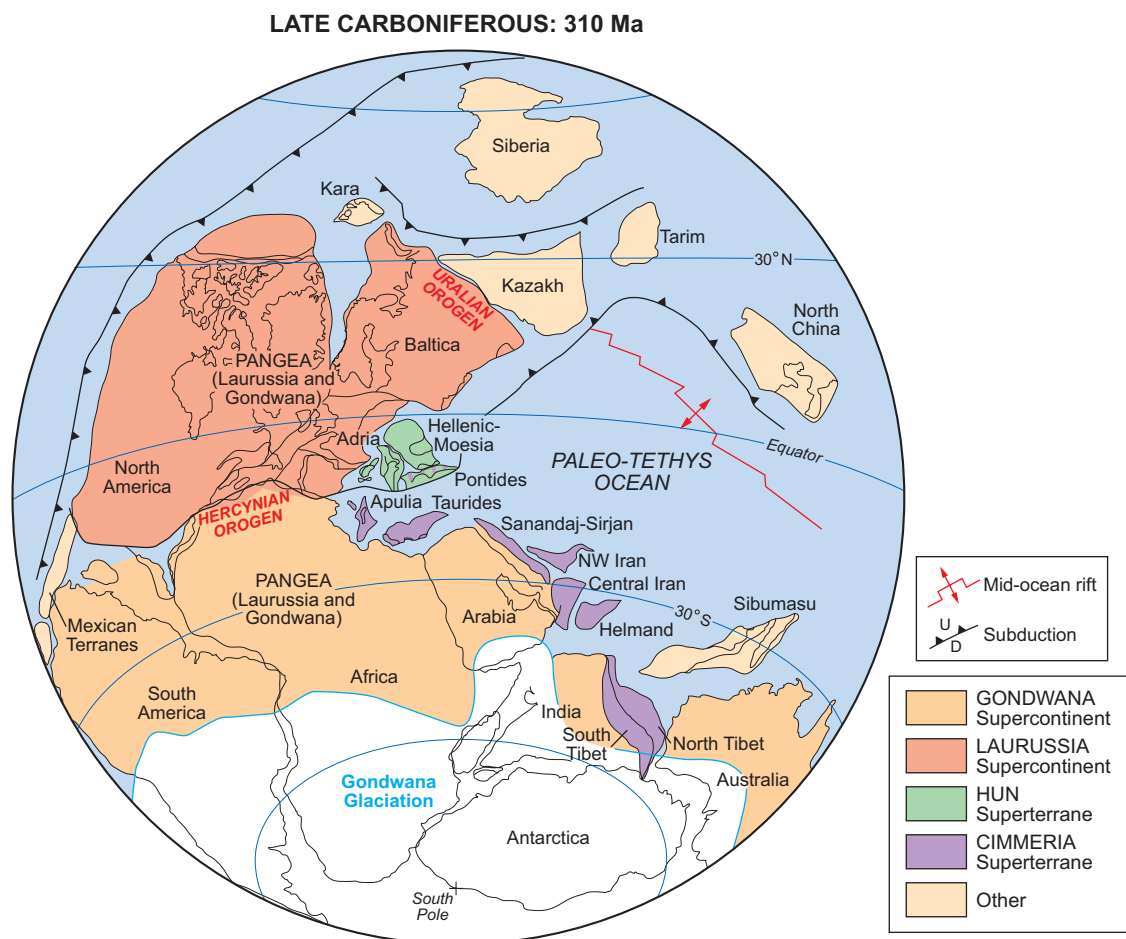 LATE CARBONIFEROUS: 310 Ma
Siberia
Kara
Tarim
30° N
URALIAN
OROGEN
Kazakh
North
China
Baltica
PANGEA
(Laurussia and
Gondwana)
Adria
Hellenic-
Moesia
Equator
North
America
Pontides
PALEO-TETHYS
OCEAN
HERCYNIAN
OROGEN
Apulia
Taurides
Sanandaj-Sirjan
NW Iran
Central Iran
PANGEA
(Laurussia and
Gondwana)
Arabia
30° S
Helmand
Sibumasu
Mexican
Terranes
Africa
South
America
India
South
Tibet
North Tibet
Australia
Gondwana
Glaciation
Antarctica
South
Pole
Mid-ocean rift
U
D
Subduction
GONDWANA
Supercontinent
LAURUSSIA
Supercontinent
HUN
Superterrane
CIMMERIA
Superterrane
Other